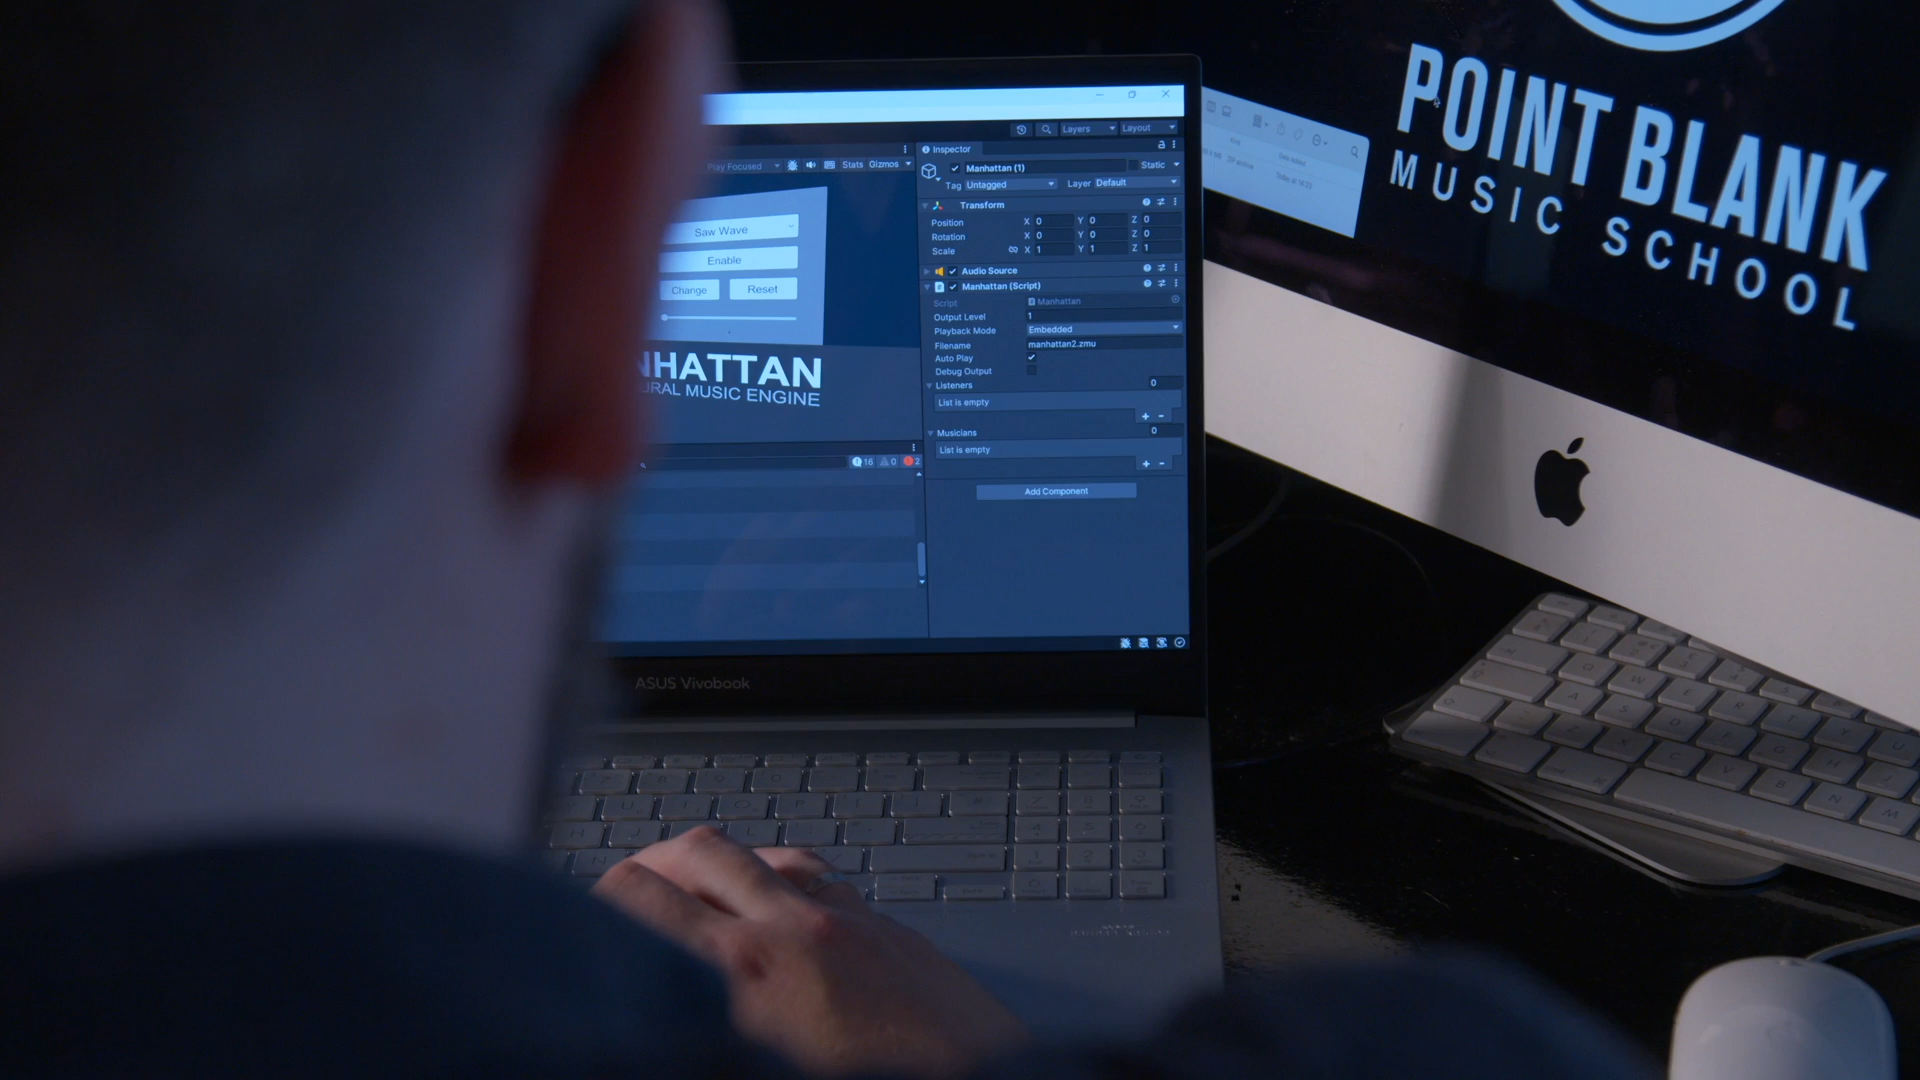 POINT BLANK
MUSIC SCHOOL
Layers
Layout
Inspector
Play Focused
Stats
Gizmos
Manhattan (1)
Static
Tag
Untagged
Layer
Default
Transform
Position
X 0 Y 0 Z 0
Rotation
X 0 Y 0 Z 0
Scale
X 1 Y 1 Z 1
Audio Source
Manhattan (Script)
Script
Manhattan
Output Level
1
Playback Mode
Embedded
Filename
manhattan2.zmu
Auto Play
Debug Output
Listeners
0
List is empty
Musicians
0
List is empty
Add Component
Saw Wave
Enable
Change
Reset
NHATTAN
URAL MUSIC ENGINE
16
0
2
ASUS Vivobook